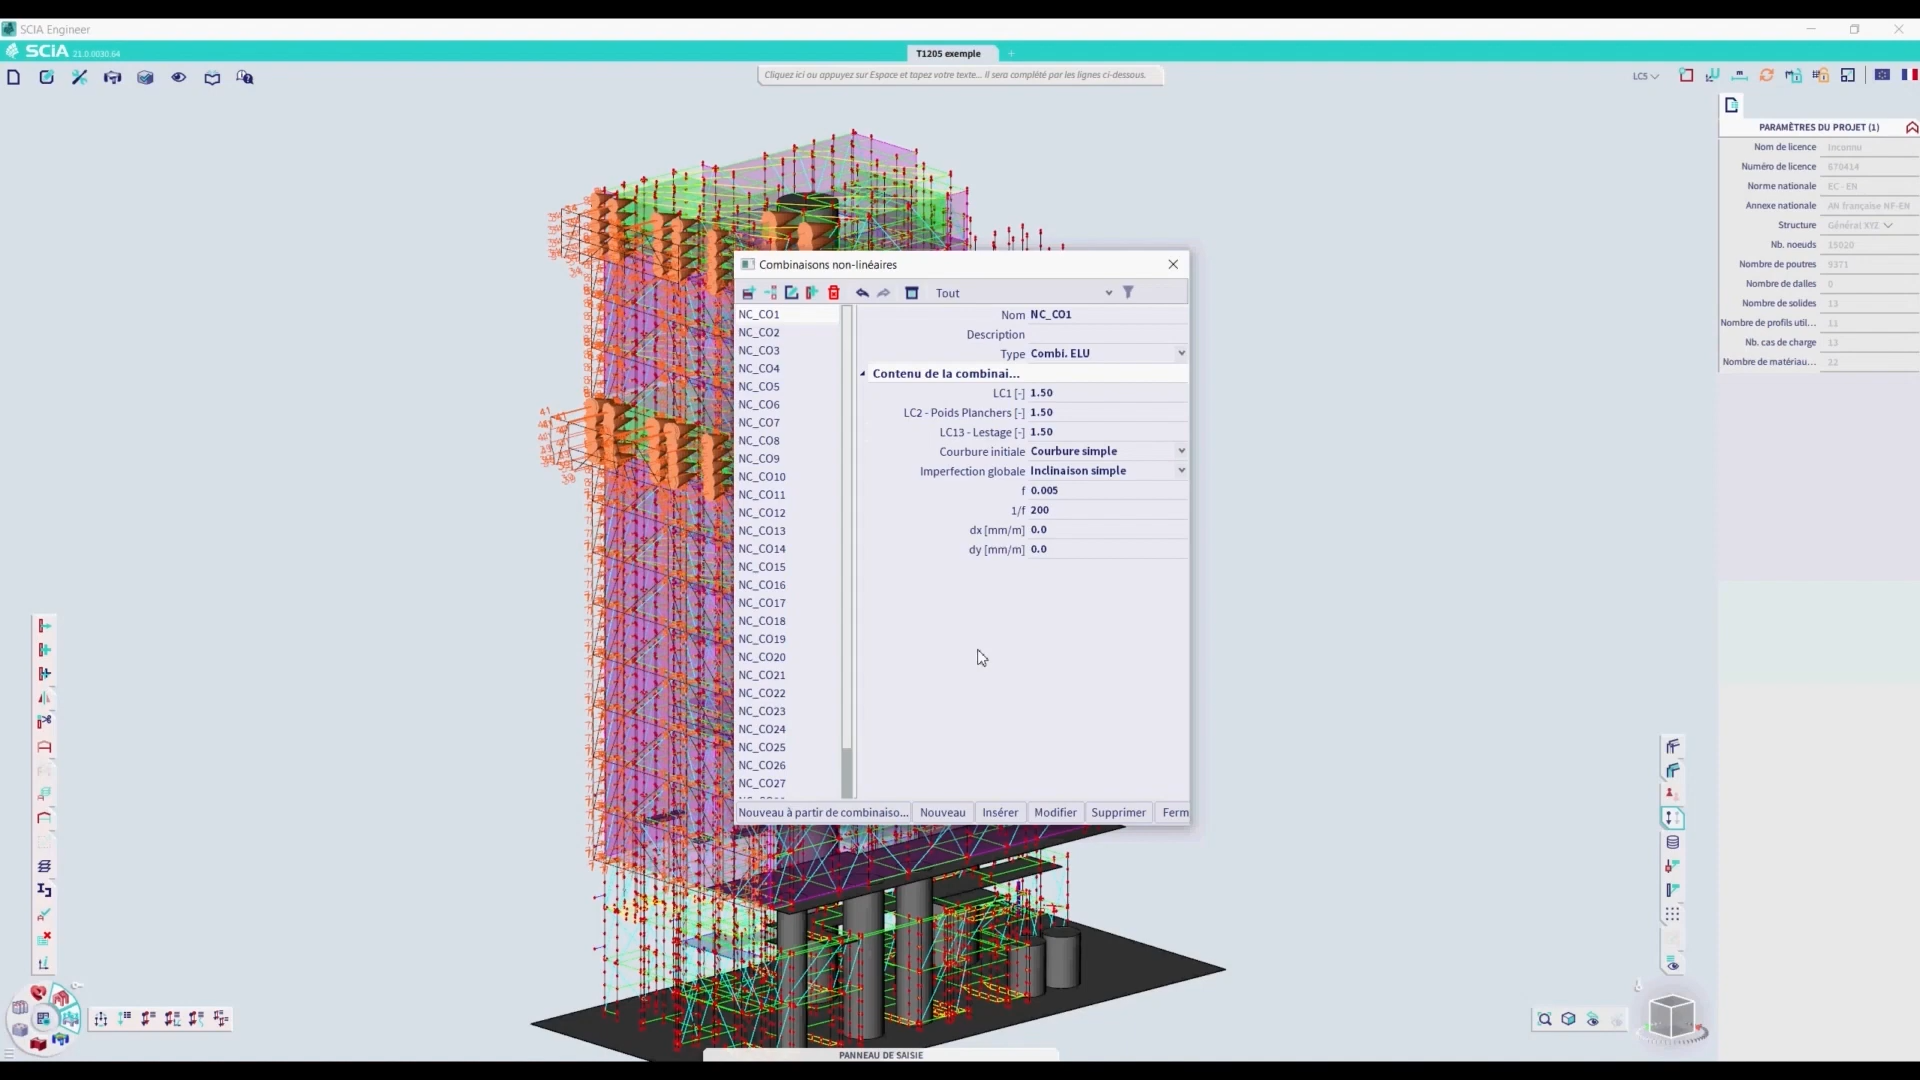 SCIA Engineer
SCiA 21.0.0030.64
T1205 exemple
Cliquez ici ou appuyez sur Espace et tapez votre texte... Il sera complété par les lignes ci-dessous.
LC5
PARAMÈTRES DU PROJET (1)
Nom de licence Inconnu
Numéro de licence 670414
Norme nationale EC - EN
Annexe nationale AN française NF-EN
Structure Général XYZ
Nb. noeuds 15020
Nombre de poutres 9371
Nombre de dalles 0
Nombre de solides 13
Nombre de profils util... 11
Nb. cas de charge 13
Nombre de matériau... 22
Combinaisons non-linéaires
Tout
NC_CO1
NC_CO2
NC_CO3
NC_CO4
NC_CO5
NC_CO6
NC_CO7
NC_CO8
NC_CO9
NC_CO10
NC_CO11
NC_CO12
NC_CO13
NC_CO14
NC_CO15
NC_CO16
NC_CO17
NC_CO18
NC_CO19
NC_CO20
NC_CO21
NC_CO22
NC_CO23
NC_CO24
NC_CO25
NC_CO26
NC_CO27
Nom NC_CO1
Description
Type Combi. ELU
Contenu de la combinai...
LC1 [-] 1.50
LC2 - Poids Planchers [-] 1.50
LC13 - Lestage [-] 1.50
Courbure initiale Courbure simple
Imperfection globale Inclinaison simple
f 0.005
1/f 200
dx [mm/m] 0.0
dy [mm/m] 0.0
Nouveau à partir de combinaiso... Nouveau Insérer Modifier Supprimer Ferm
PANNEAU DE SAISIE